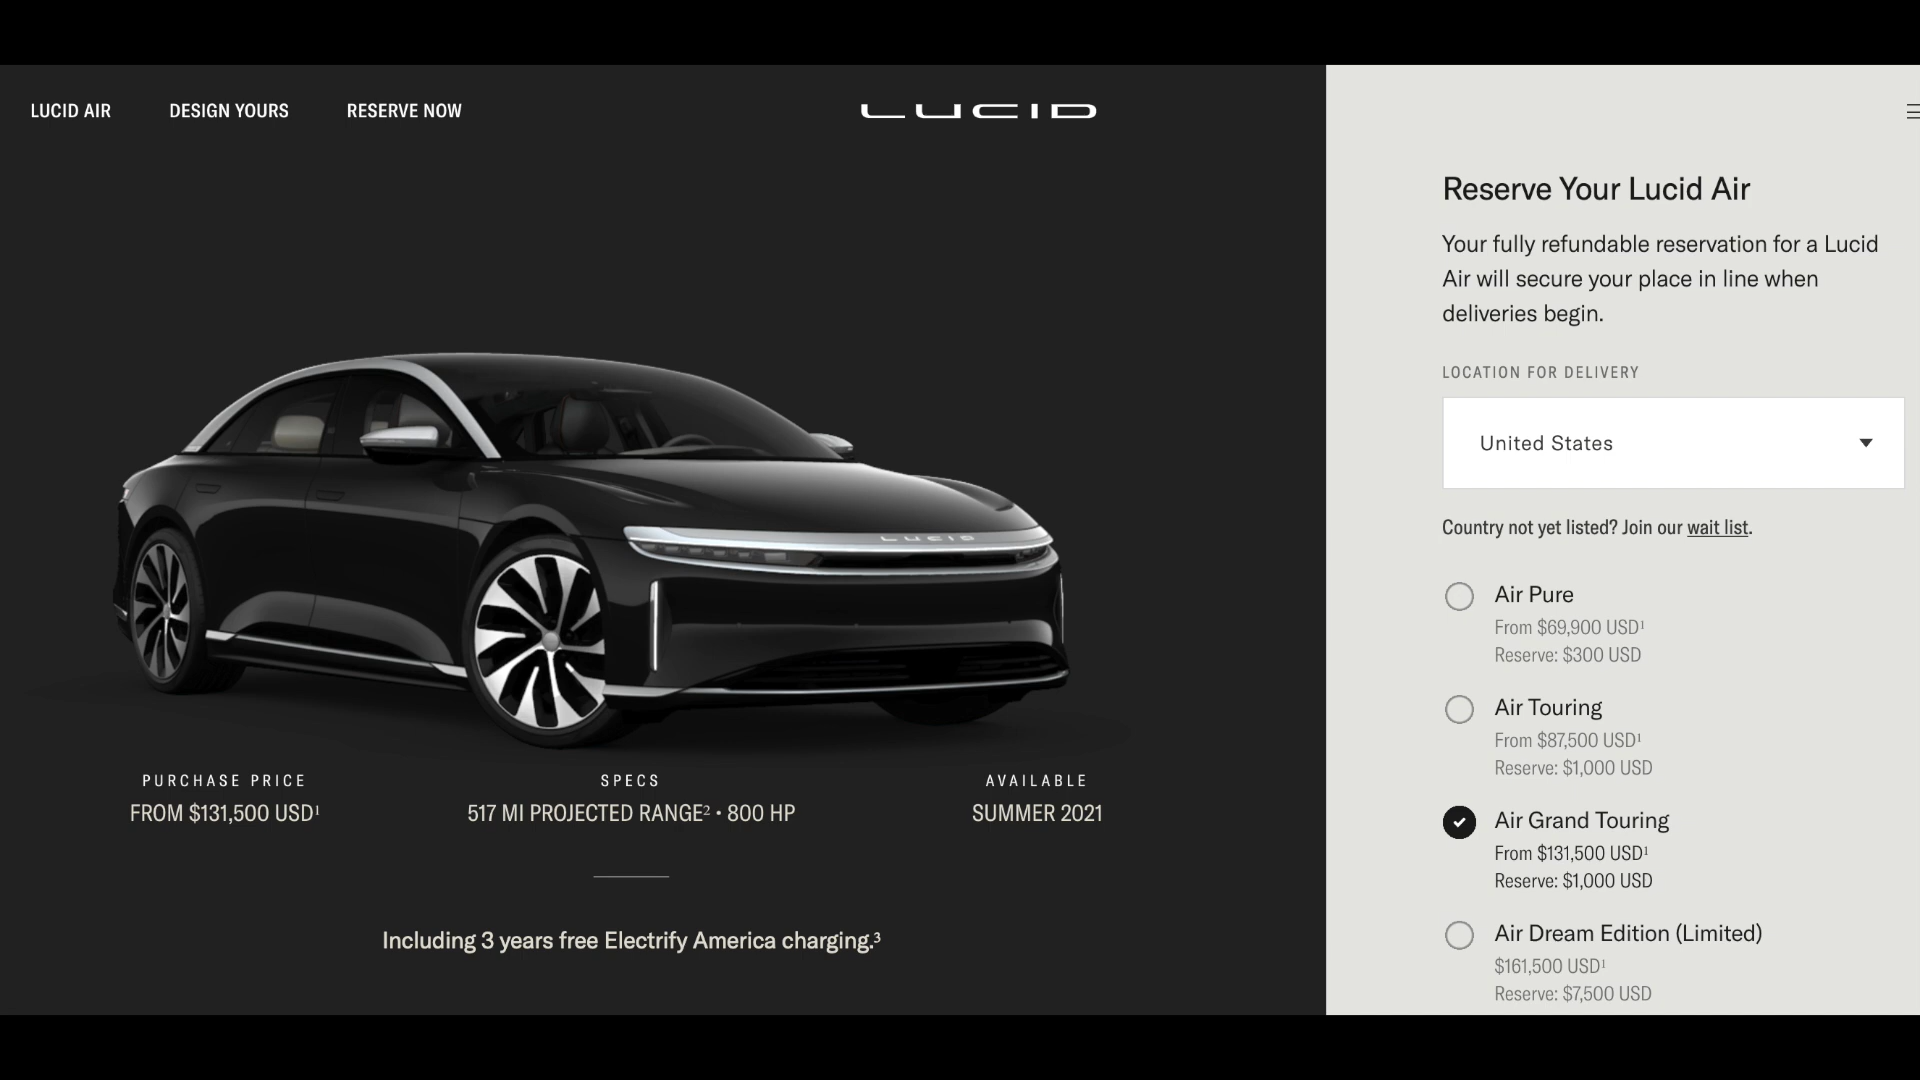 LUCID AIR
DESIGN YOURS
RESERVE NOW
LUCID
LUCID
PURCHASE PRICE
FROM $131,500 USD¹
SPECS
517 MI PROJECTED RANGE² • 800 HP
AVAILABLE
SUMMER 2021
Including 3 years free Electrify America charging.³
Reserve Your Lucid Air
Your fully refundable reservation for a Lucid
Air will secure your place in line when
deliveries begin.
LOCATION FOR DELIVERY
United States
Country not yet listed? Join our wait list.
Air Pure
From $69,900 USD¹
Reserve: $300 USD
Air Touring
From $87,500 USD¹
Reserve: $1,000 USD
Air Grand Touring
From $131,500 USD¹
Reserve: $1,000 USD
Air Dream Edition (Limited)
$161,500 USD¹
Reserve: $7,500 USD